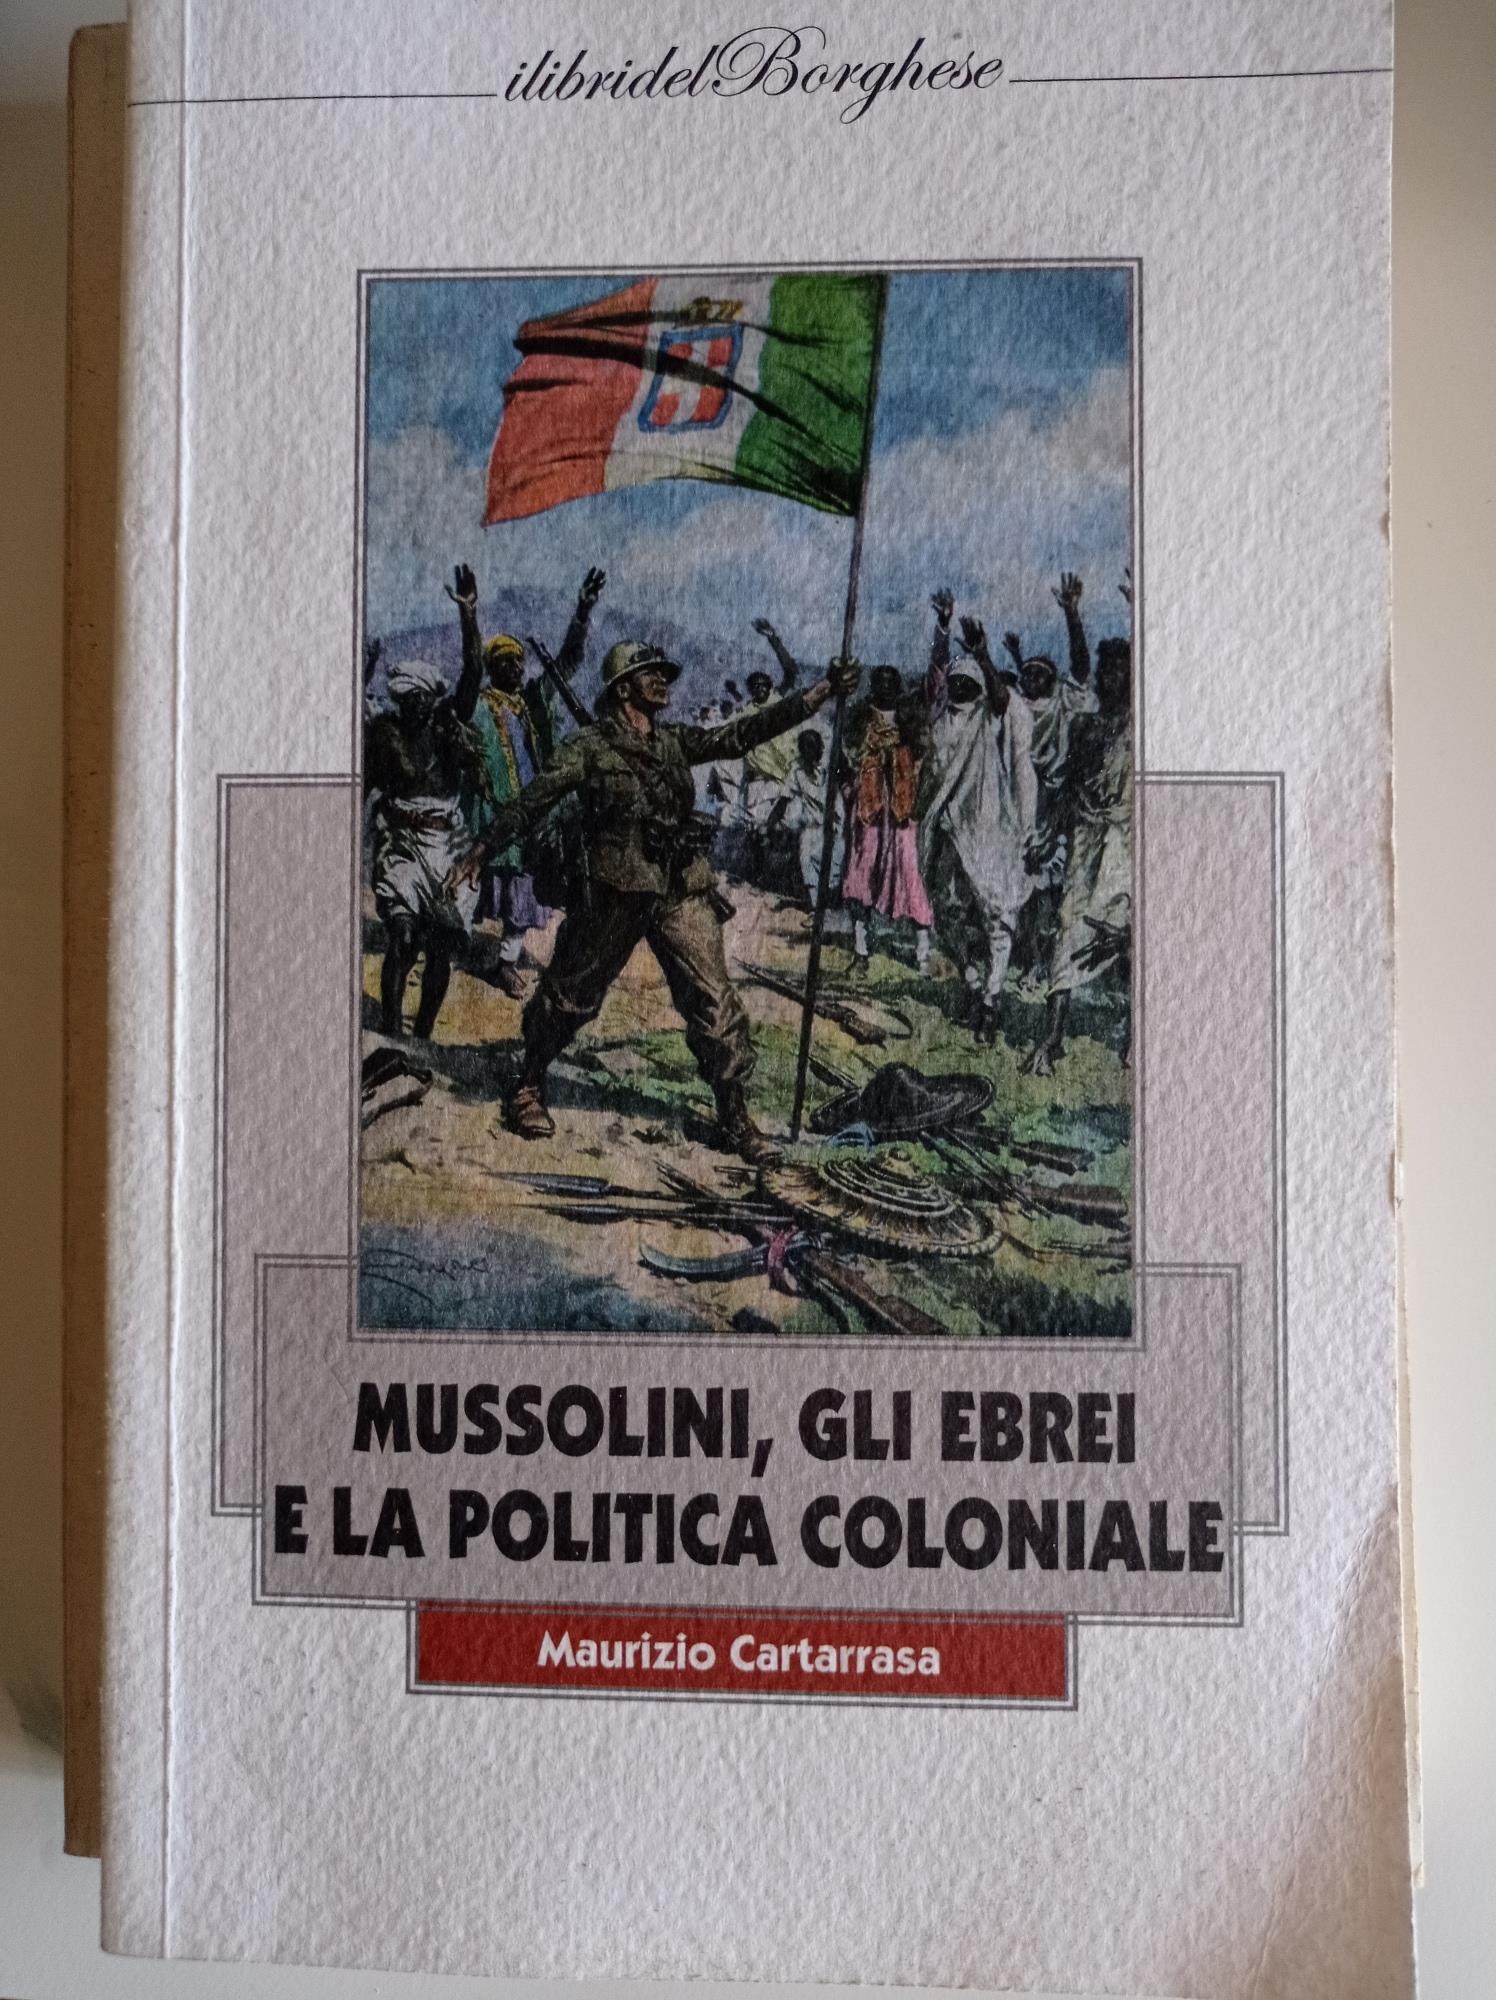 ilibridelBorghese
MUSSOLINI, GLI EBREI
E LA POLITICA COLONIALE
Maurizio Cartarrasa